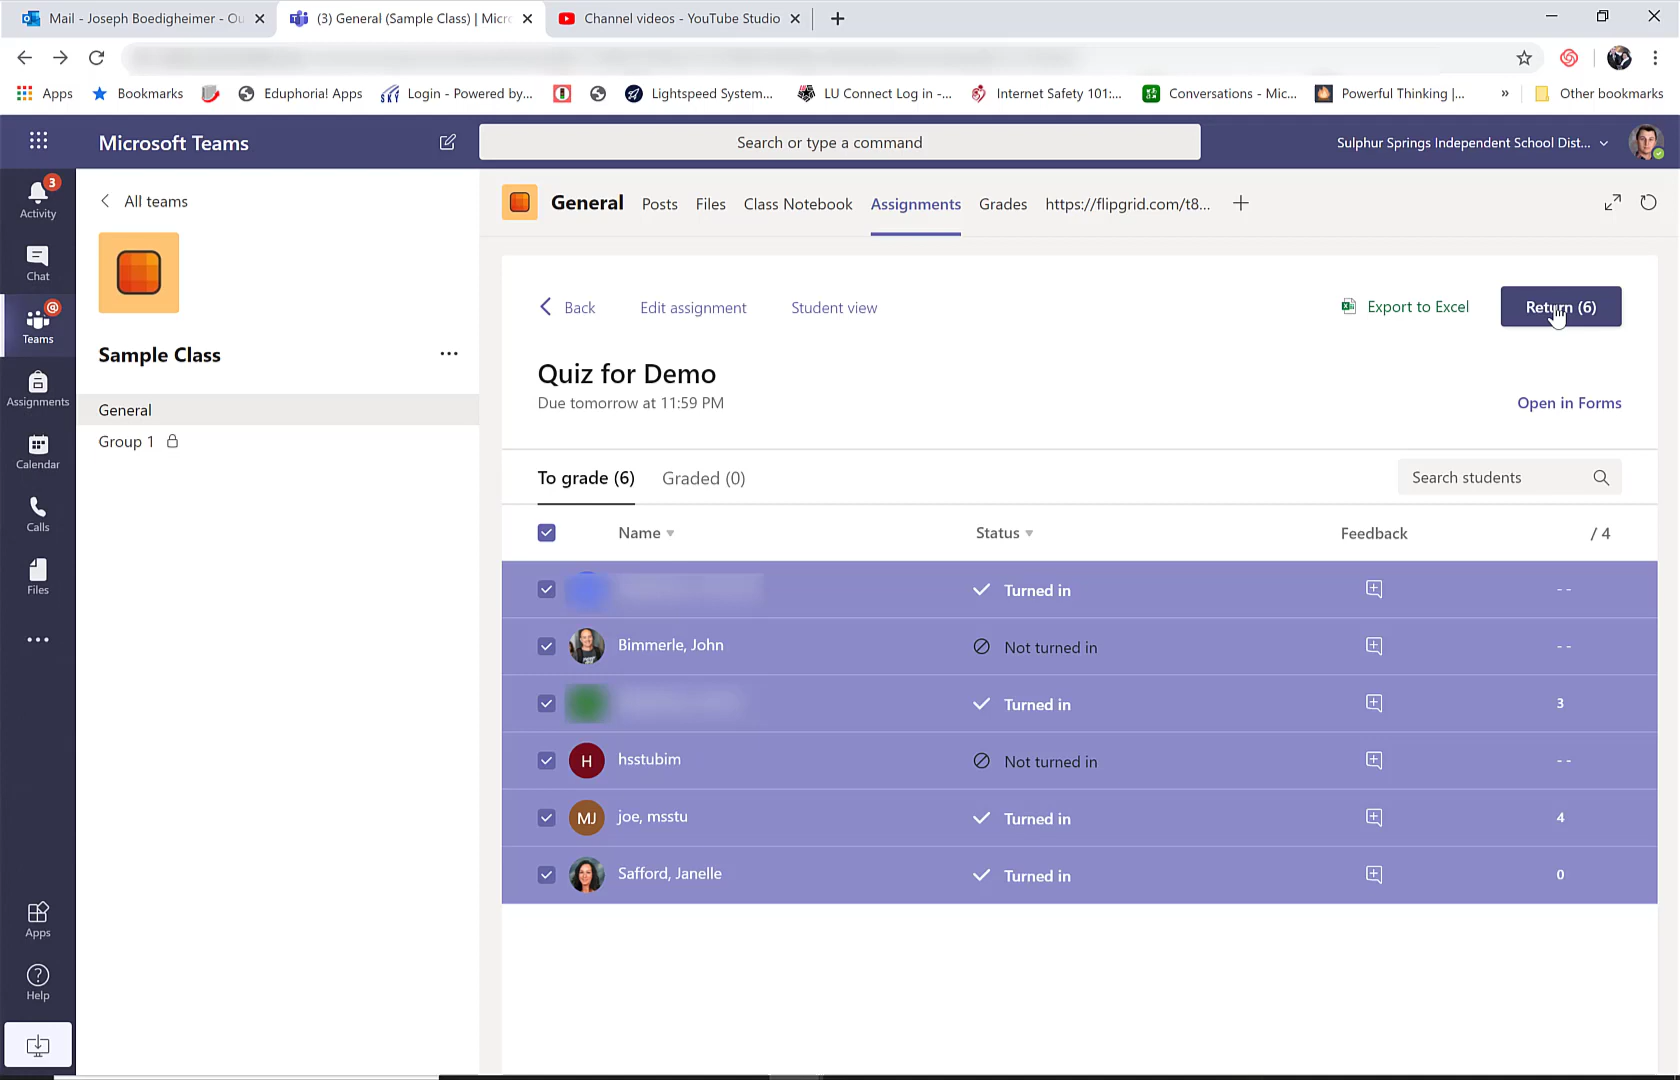 Mail - Joseph Boedigheimer - Ou
(3) General (Sample Class) | Micr
Channel videos - YouTube Studio
Apps
Bookmarks
Eduphoria! Apps
Login - Powered by...
Lightspeed System...
LU Connect Log in -...
Internet Safety 101:...
Conversations - Mic...
Powerful Thinking |...
»
Other bookmarks
Microsoft Teams
Search or type a command
Sulphur Springs Independent School Dist...
3
Activity
Chat
@
Teams
Assignments
Calendar
Calls
Files
Apps
Help
All teams
Sample Class
General
Group 1
General
Posts
Files
Class Notebook
Assignments
Grades
https://flipgrid.com/t8...
Back
Edit assignment
Student view
Export to Excel
Return (6)
Quiz for Demo
Due tomorrow at 11:59 PM
Open in Forms
To grade (6)
Graded (0)
Search students
Name
Status
Feedback
/ 4
Turned in
- -
Bimmerle, John
Not turned in
- -
Turned in
3
H
hsstubim
Not turned in
- -
MJ
joe, msstu
Turned in
4
Safford, Janelle
Turned in
0